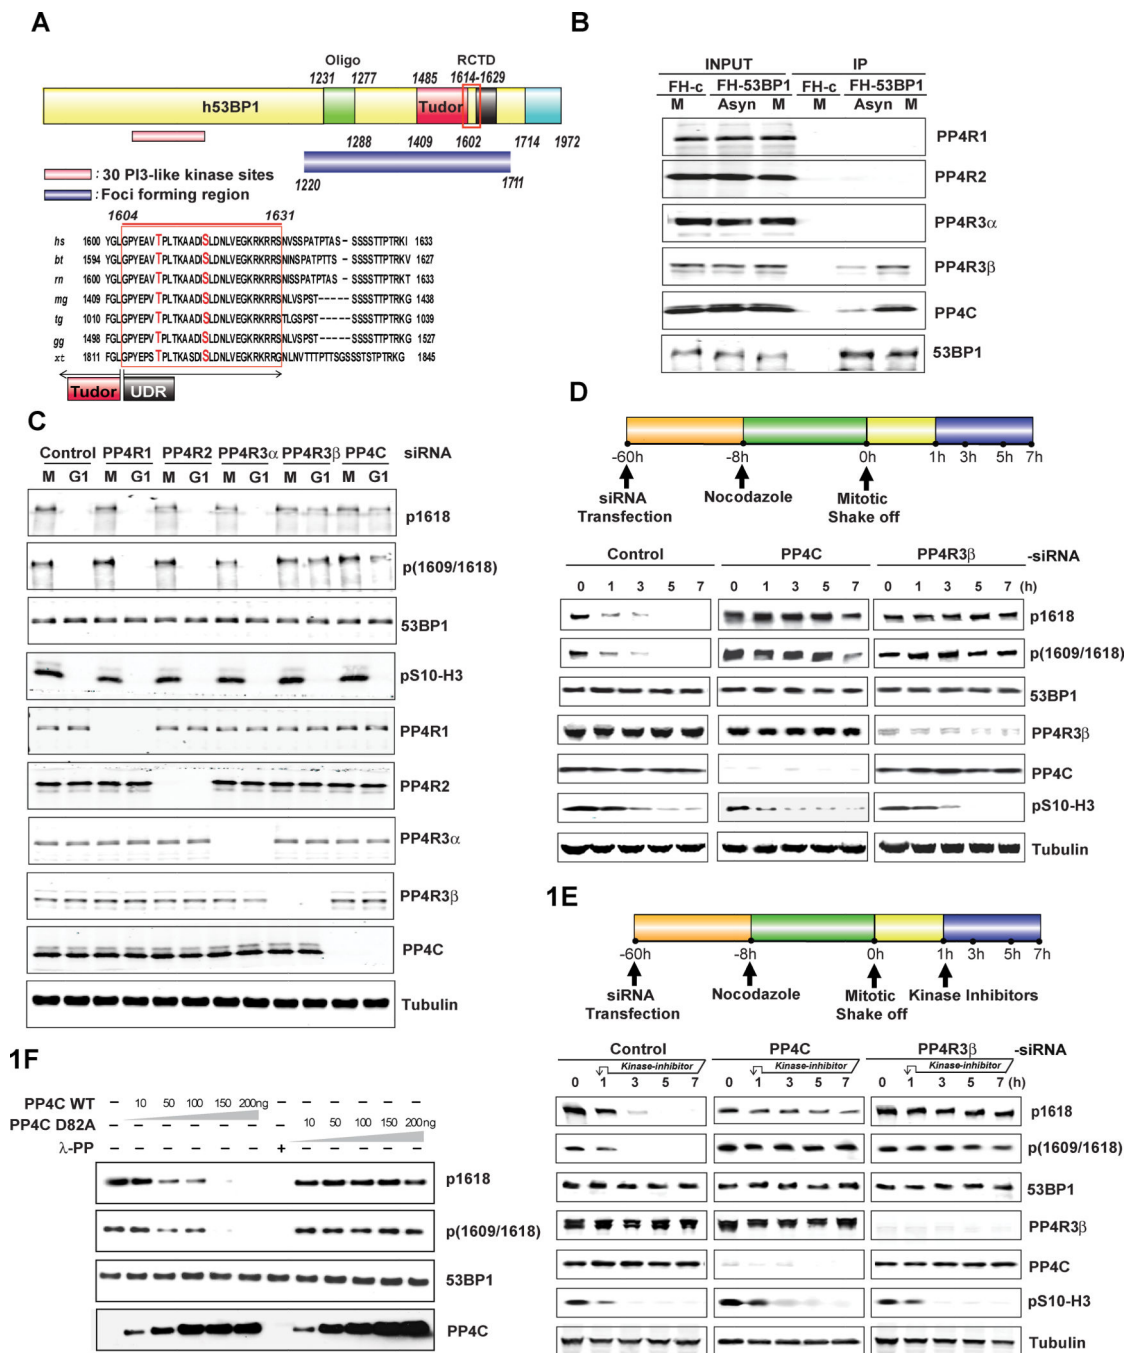 A
Oligo
RCTD
1231 1277 1485 1614-1629
h53BP1
Tudor
1288 1409 1602 1714 1972
: 30 PI3-like kinase sites
: Foci forming region
1220 1711
1604 1631
hs 1600 YGLGPYEAVTPLTKAADISLDNLVEGKRKRRSNVSSPATPTAS - SSSSTTPTRKI 1633
bt 1594 YGLGPYEAVTPLTKAADISLDNLVEGKRKRRSNINSSPATPTTS - SSSSTTPTRKV 1627
rn 1600 YGLGPYEAVTPLTKAADISLDNLVEGKRKRRSNISSPATPTAS - SSSSTTPTRKT 1633
mg 1409 FGLGPYEPVTPLTKAADISLDNLVEGKRKRRSNLVSPST----- SSSSTTPTRKG 1438
tg 1010 FGLGPYEPVTPLTKAADISLDNLVEGKRKRRSTLGSPST----- SSSSTTPTRKG 1039
gg 1498 FGLGPYEPVTPLTKAADISLDNLVEGKRKRRSNLVSPST----- SSSSTTPTRKG 1527
xt 1811 FGLGPYEPSTPLTKASDISLDNLVEGKRKRRGNLNVTTTPTTSGSSSTSTPTRKG 1845
Tudor UDR
B
INPUT IP
FH-c FH-53BP1 FH-c FH-53BP1
M Asyn M M Asyn M
PP4R1
PP4R2
PP4R3α
PP4R3β
PP4C
53BP1
C
Control PP4R1 PP4R2 PP4R3α PP4R3β PP4C siRNA
M G1 M G1 M G1 M G1 M G1 M G1
p1618
p(1609/1618)
53BP1
pS10-H3
PP4R1
PP4R2
PP4R3α
PP4R3β
PP4C
Tubulin
D
-60h -8h 0h 1h 3h 5h 7h
siRNA Transfection
Nocodazole
Mitotic Shake off
Control PP4C PP4R3β -siRNA
0 1 3 5 7 0 1 3 5 7 0 1 3 5 7 (h)
p1618
p(1609/1618)
53BP1
PP4R3β
PP4C
pS10-H3
Tubulin
1E
-60h -8h 0h 1h 3h 5h 7h
siRNA Transfection
Nocodazole
Mitotic Shake off
Kinase Inhibitors
Control PP4C PP4R3β -siRNA
Kinase-inhibitor Kinase-inhibitor Kinase-inhibitor
0 1 3 5 7 0 1 3 5 7 0 1 3 5 7 (h)
p1618
p(1609/1618)
53BP1
PP4R3β
PP4C
pS10-H3
Tubulin
1F
PP4C WT – 10 50 100 150 200ng – – – – – – –
PP4C D82A – – – – – – – – 10 50 100 150 200ng
λ-PP – – – – – – + – – – – – –
p1618
p(1609/1618)
53BP1
PP4C